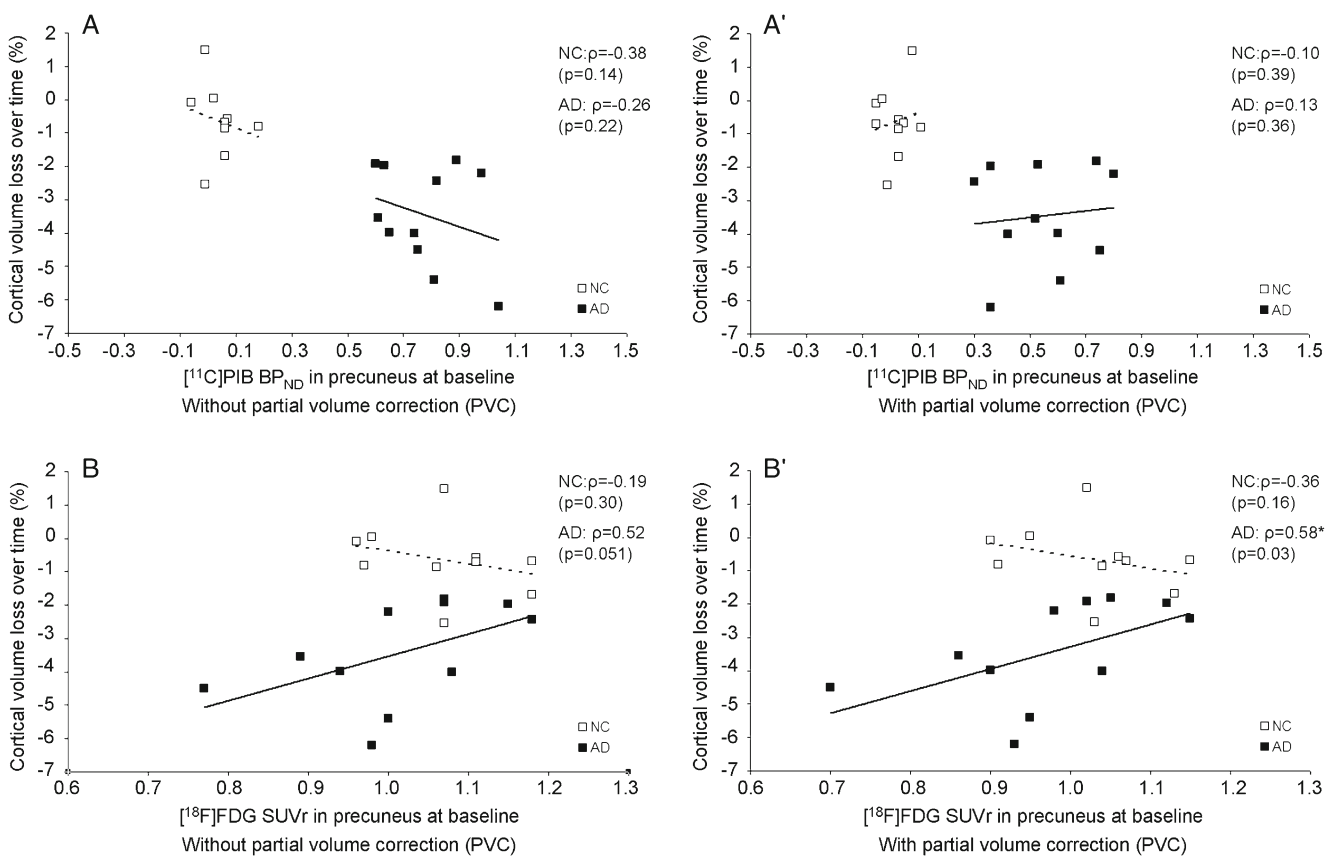 A
Cortical volume loss over time (%)
2
1
0
-1
-2
-3
-4
-5
-6
-7
-0.5
-0.3
-0.1
0.1
0.3
0.5
0.7
0.9
1.1
1.3
1.5
NC:ρ=-0.38
(p=0.14)
AD: ρ=-0.26
(p=0.22)
NC
AD
[¹¹C]PIB BP_ND in precuneus at baseline
Without partial volume correction (PVC)
A'
Cortical volume loss over time (%)
2
1
0
-1
-2
-3
-4
-5
-6
-7
-0.5
-0.3
-0.1
0.1
0.3
0.5
0.7
0.9
1.1
1.3
1.5
NC:ρ=-0.10
(p=0.39)
AD: ρ=0.13
(p=0.36)
NC
AD
[¹¹C]PIB BP_ND in precuneus at baseline
With partial volume correction (PVC)
B
Cortical volume loss over time (%)
2
1
0
-1
-2
-3
-4
-5
-6
-7
0.6
0.7
0.8
0.9
1.0
1.1
1.2
1.3
NC:ρ=-0.19
(p=0.30)
AD: ρ=0.52
(p=0.051)
NC
AD
[¹⁸F]FDG SUVr in precuneus at baseline
Without partial volume correction (PVC)
B'
Cortical volume loss over time (%)
2
1
0
-1
-2
-3
-4
-5
-6
-7
0.6
0.7
0.8
0.9
1.0
1.1
1.2
1.3
NC:ρ=-0.36
(p=0.16)
AD: ρ=0.58*
(p=0.03)
NC
AD
[¹⁸F]FDG SUVr in precuneus at baseline
With partial volume correction (PVC)